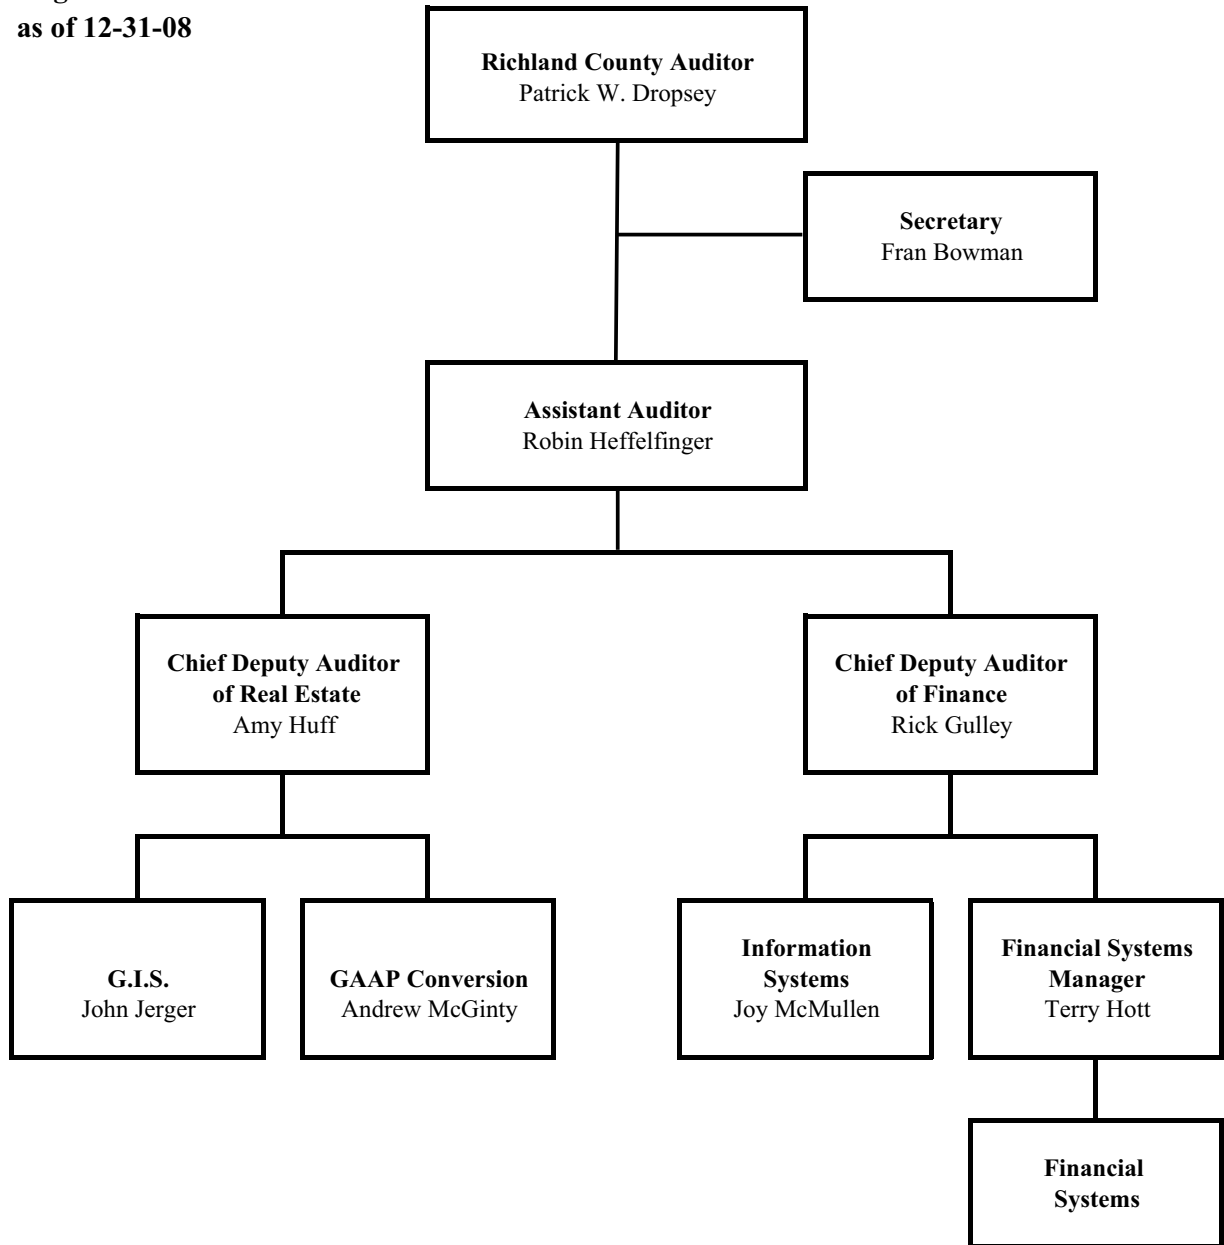 as of 12-31-08
Richland County Auditor
Patrick W. Dropsey
Secretary
Fran Bowman
Assistant Auditor
Robin Heffelfinger
Chief Deputy Auditor
of Real Estate
Amy Huff
Chief Deputy Auditor
of Finance
Rick Gulley
G.I.S.
John Jerger
GAAP Conversion
Andrew McGinty
Information
Systems
Joy McMullen
Financial Systems
Manager
Terry Hott
Financial
Systems